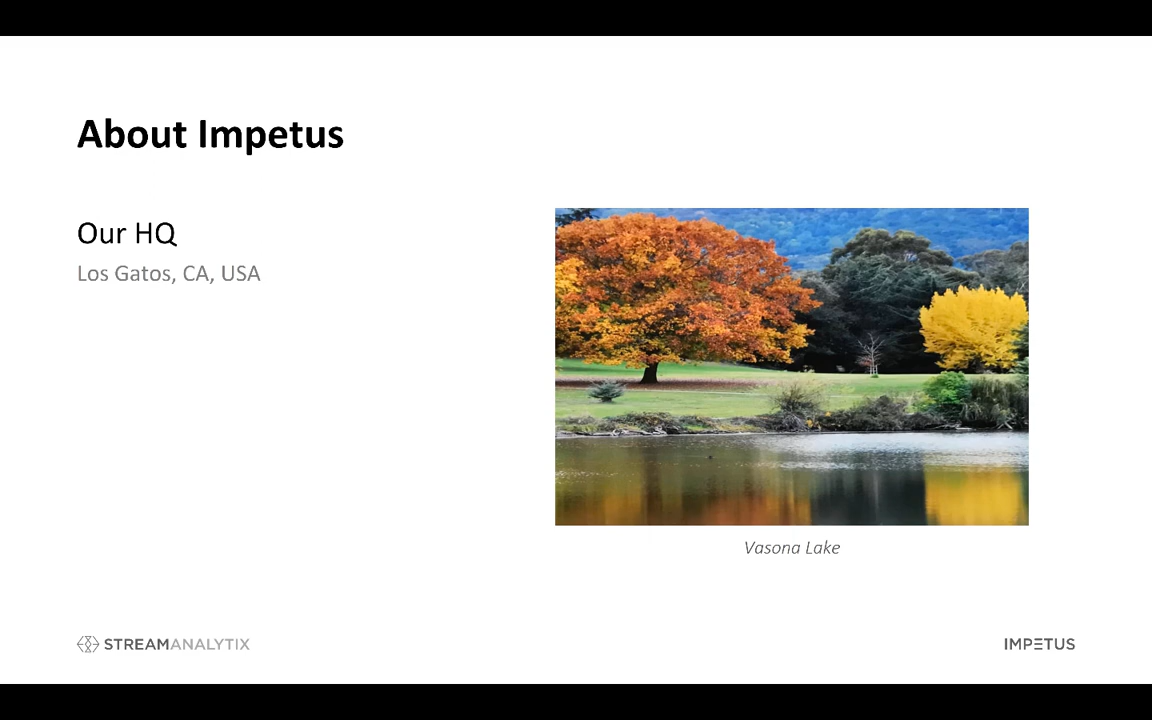 About Impetus
Our HQ
Los Gatos, CA, USA
Vasona Lake
STREAMANALYTIX
IMPETUS